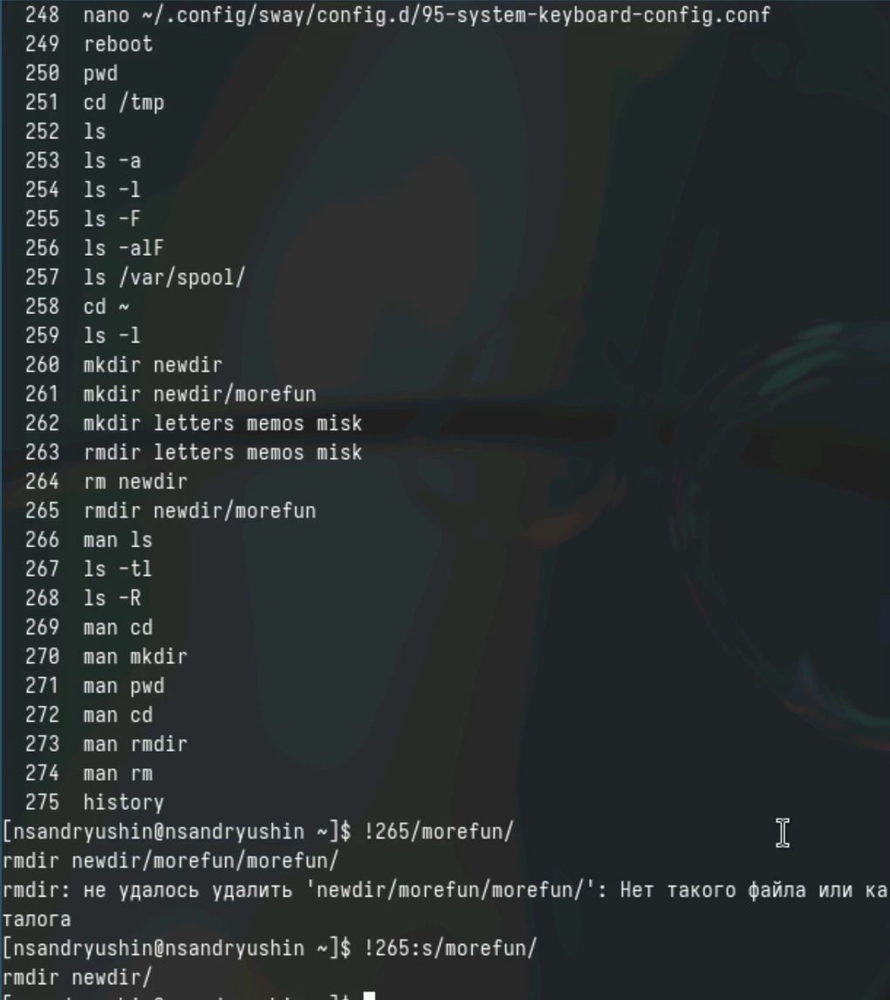 248 nano ~/.config/sway/config.d/95-system-keyboard-config.conf
249 reboot
250 pwd
251 cd /tmp
252 ls
253 ls -a
254 ls -l
255 ls -F
256 ls -alF
257 ls /var/spool/
258 cd ~
259 ls -l
260 mkdir newdir
261 mkdir newdir/morefun
262 mkdir letters memos misk
263 rmdir letters memos misk
264 rm newdir
265 rmdir newdir/morefun
266 man ls
267 ls -tl
268 ls -R
269 man cd
270 man mkdir
271 man pwd
272 man cd
273 man rmdir
274 man rm
275 history
[nsandryushin@nsandryushin ~]$ !265/morefun/
rmdir newdir/morefun/morefun/
rmdir: не удалось удалить 'newdir/morefun/morefun/': Нет такого файла или ка
талога
[nsandryushin@nsandryushin ~]$ !265:s/morefun/
rmdir newdir/